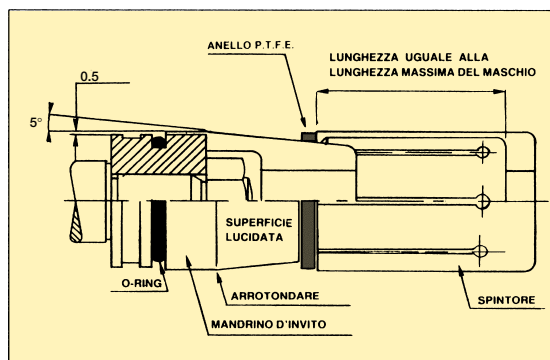 ANELLO P.T.F.E.
LUNGHEZZA UGUALE ALLA
LUNGHEZZA MASSIMA DEL MASCHIO
0.5
5°
SUPERFICIE
LUCIDATA
O-RING
ARROTONDARE
SPINTORE
MANDRINO D'INVITO